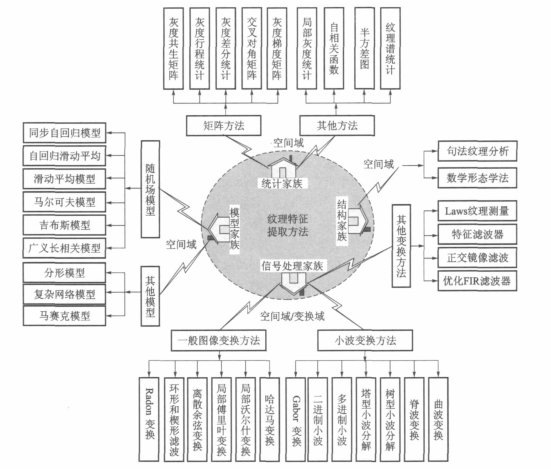 灰度共生矩阵
灰度行程统计
灰度差分统计
交叉对角矩阵
灰度梯度矩阵
局部灰度统计
自相关函数
半方差图
纹理谱统计
矩阵方法
其他方法
空间域
统计家族
同步自回归模型
自回归滑动平均
滑动平均模型
马尔可夫模型
吉布斯模型
广义长相关模型
随机场模型
分形模型
复杂网络模型
马赛克模型
其他模型
空间域
模型家族
纹理特征
提取方法
结构家族
空间域
句法纹理分析
数学形态学法
其他变换方法
Laws纹理测量
特征滤波器
正交镜像滤波
优化FIR滤波器
信号处理家族
空间域/变换域
一般图像变换方法
小波变换方法
Radon 变换
环形和楔形滤波
离散余弦变换
局部傅里叶变换
局部沃尔什变换
哈达马变换
Gabor 变换
二进制小波
多进制小波
塔型小波分解
树型小波分解
脊波变换
曲波变换